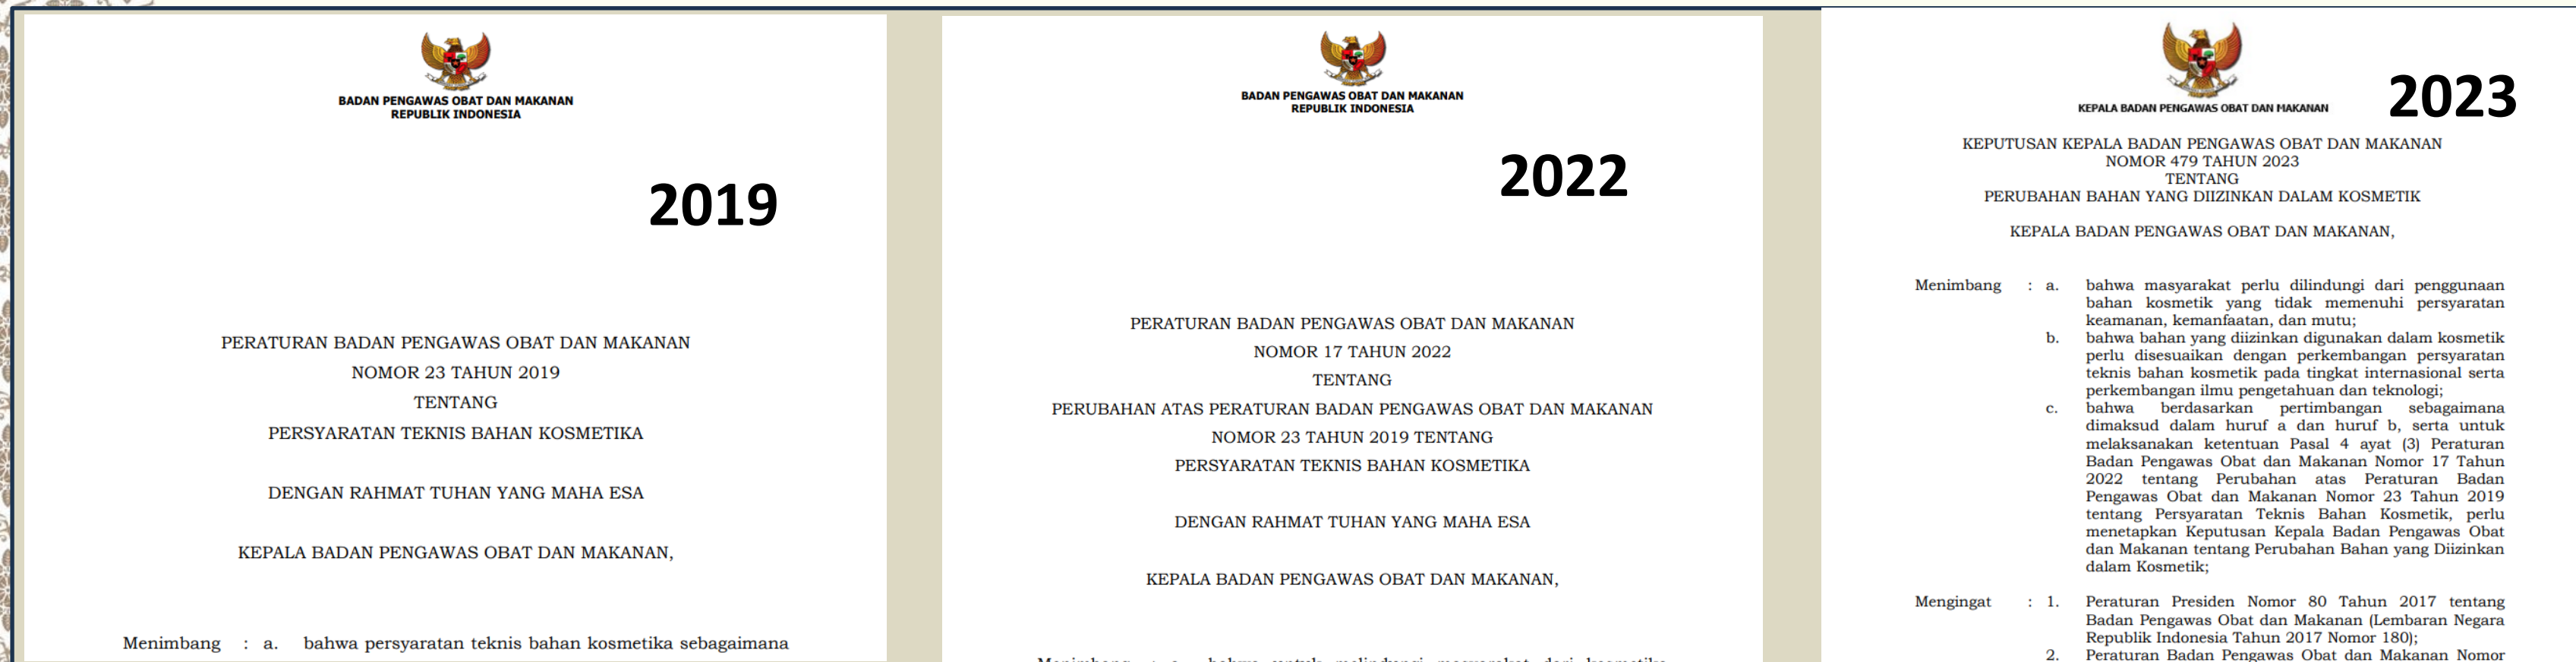 BADAN PENGAWAS OBAT DAN MAKANAN
REPUBLIK INDONESIA
2019
PERATURAN BADAN PENGAWAS OBAT DAN MAKANAN
NOMOR 23 TAHUN 2019
TENTANG
PERSYARATAN TEKNIS BAHAN KOSMETIKA
DENGAN RAHMAT TUHAN YANG MAHA ESA
KEPALA BADAN PENGAWAS OBAT DAN MAKANAN,
Menimbang : a. bahwa persyaratan teknis bahan kosmetika sebagaimana
BADAN PENGAWAS OBAT DAN MAKANAN
REPUBLIK INDONESIA
2022
PERATURAN BADAN PENGAWAS OBAT DAN MAKANAN
NOMOR 17 TAHUN 2022
TENTANG
PERUBAHAN ATAS PERATURAN BADAN PENGAWAS OBAT DAN MAKANAN
NOMOR 23 TAHUN 2019 TENTANG
PERSYARATAN TEKNIS BAHAN KOSMETIKA
DENGAN RAHMAT TUHAN YANG MAHA ESA
KEPALA BADAN PENGAWAS OBAT DAN MAKANAN,
Menimbang : a. bahwa untuk melindungi masyarakat dari kosmetika
KEPALA BADAN PENGAWAS OBAT DAN MAKANAN
2023
KEPUTUSAN KEPALA BADAN PENGAWAS OBAT DAN MAKANAN
NOMOR 479 TAHUN 2023
TENTANG
PERUBAHAN BAHAN YANG DIIZINKAN DALAM KOSMETIK
KEPALA BADAN PENGAWAS OBAT DAN MAKANAN,
Menimbang : a. bahwa masyarakat perlu dilindungi dari penggunaan
bahan kosmetik yang tidak memenuhi persyaratan
keamanan, kemanfaatan, dan mutu;
b. bahwa bahan yang diizinkan digunakan dalam kosmetik
perlu disesuaikan dengan perkembangan persyaratan
teknis bahan kosmetik pada tingkat internasional serta
perkembangan ilmu pengetahuan dan teknologi;
c. bahwa berdasarkan pertimbangan sebagaimana
dimaksud dalam huruf a dan huruf b, serta untuk
melaksanakan ketentuan Pasal 4 ayat (3) Peraturan
Badan Pengawas Obat dan Makanan Nomor 17 Tahun
2022 tentang Perubahan atas Peraturan Badan
Pengawas Obat dan Makanan Nomor 23 Tahun 2019
tentang Persyaratan Teknis Bahan Kosmetik, perlu
menetapkan Keputusan Kepala Badan Pengawas Obat
dan Makanan tentang Perubahan Bahan yang Diizinkan
dalam Kosmetik;
Mengingat : 1. Peraturan Presiden Nomor 80 Tahun 2017 tentang
Badan Pengawas Obat dan Makanan (Lembaran Negara
Republik Indonesia Tahun 2017 Nomor 180);
2. Peraturan Badan Pengawas Obat dan Makanan Nomor